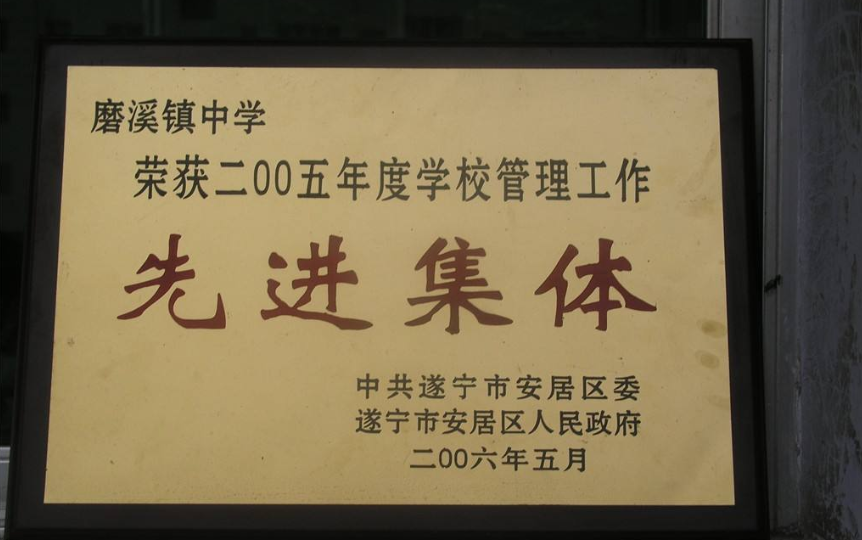 磨溪镇中学
荣获二00五年度学校管理工作
先进集体
中共遂宁市安居区委
遂宁市安居区人民政府
二00六年五月